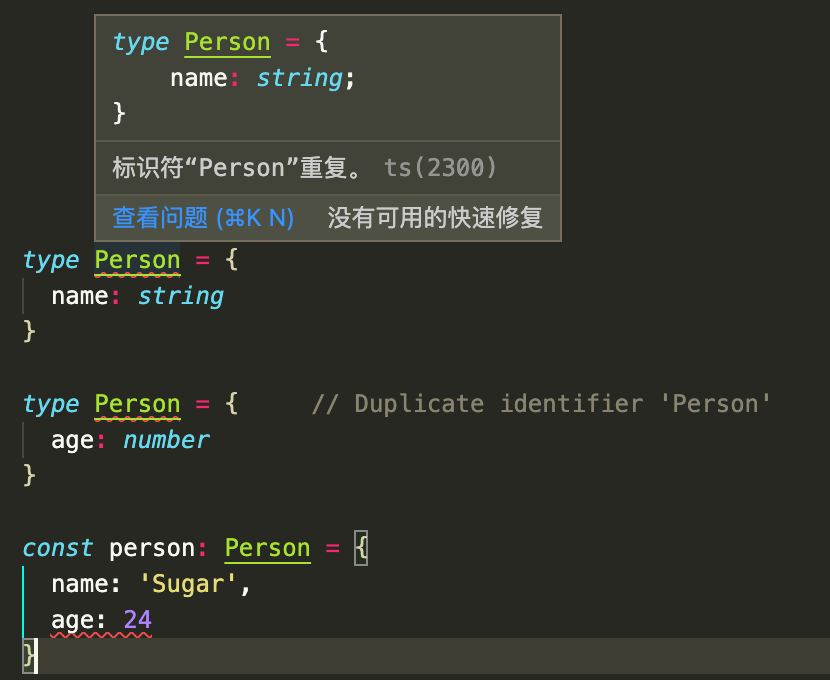 type Person = {
    name: string;
}
标识符“Person”重复。 ts(2300)
查看问题 (⌘K N) 没有可用的快速修复
type Person = {
  name: string
}
type Person = {     // Duplicate identifier 'Person'
  age: number
}
const person: Person = {
  name: 'Sugar',
  age: 24
}